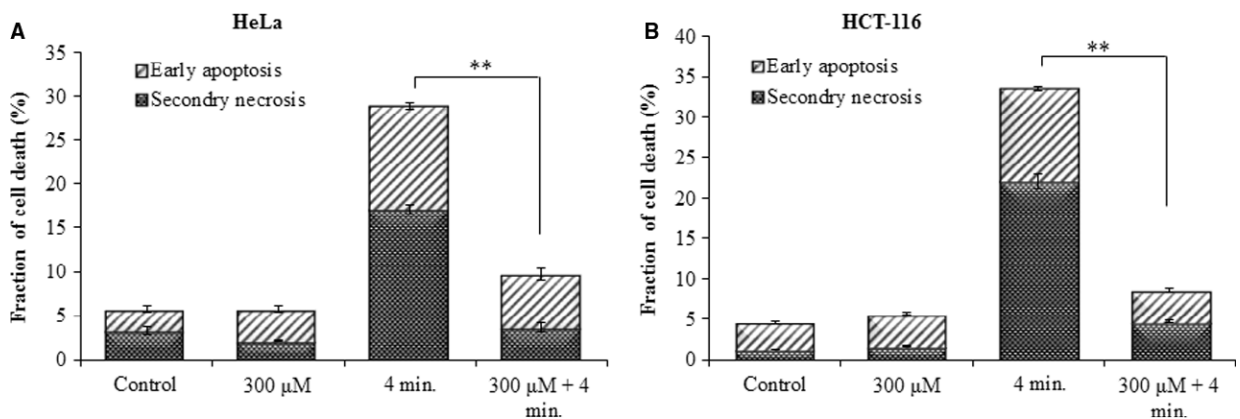 A
HeLa
Fraction of cell death (%)
35
30
25
20
15
10
5
0
Early apoptosis
Secondry necrosis
**
Control
300 µM
4 min.
300 µM + 4
min.
B
HCT-116
Fraction of cell death (%)
40
35
30
25
20
15
10
5
0
Early apoptosis
Secondry necrosis
**
Control
300 µM
4 min.
300 µM + 4
min.